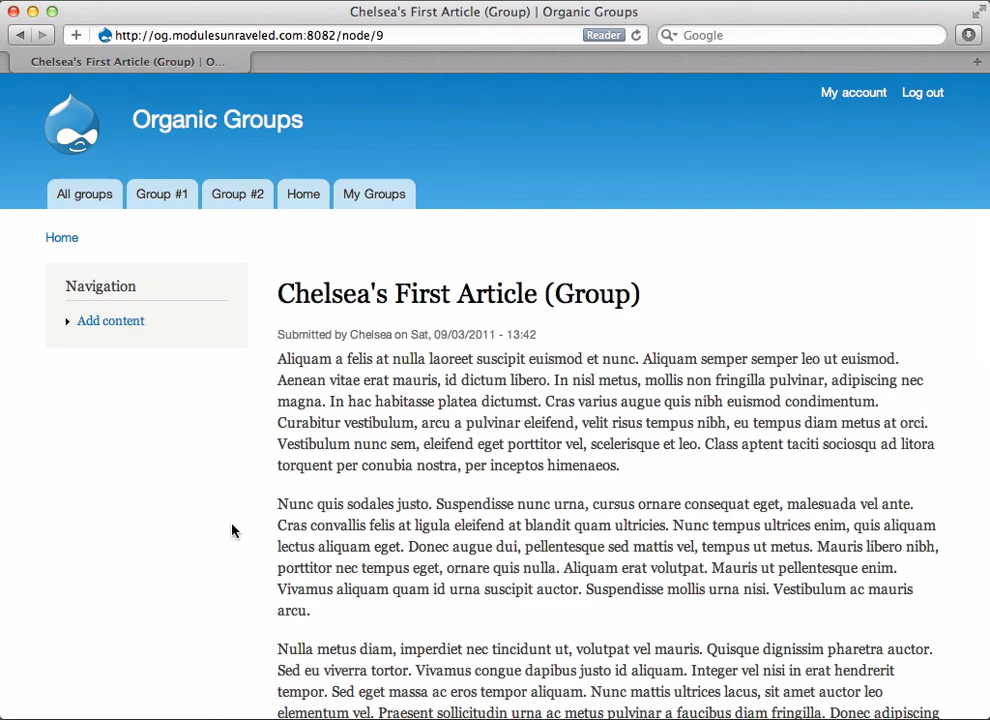 Chelsea's First Article (Group) | Organic Groups
http://og.modulesunraveled.com:8082/node/9
Reader
Google
Chelsea's First Article (Group) | O...
My account
Log out
Organic Groups
All groups
Group #1
Group #2
Home
My Groups
Home
Navigation
Add content
Chelsea's First Article (Group)
Submitted by Chelsea on Sat, 09/03/2011 - 13:42
Aliquam a felis at nulla laoreet suscipit euismod et nunc. Aliquam semper semper leo ut euismod.
Aenean vitae erat mauris, id dictum libero. In nisl metus, mollis non fringilla pulvinar, adipiscing nec
magna. In hac habitasse platea dictumst. Cras varius augue quis nibh euismod condimentum.
Curabitur vestibulum, arcu a pulvinar eleifend, velit risus tempus nibh, eu tempus diam metus at orci.
Vestibulum nunc sem, eleifend eget porttitor vel, scelerisque et leo. Class aptent taciti sociosqu ad litora
torquent per conubia nostra, per inceptos himenaeos.
Nunc quis sodales justo. Suspendisse nunc urna, cursus ornare consequat eget, malesuada vel ante.
Cras convallis felis at ligula eleifend at blandit quam ultricies. Nunc tempus ultrices enim, quis aliquam
lectus aliquam eget. Donec augue dui, pellentesque sed mattis vel, tempus ut metus. Mauris libero nibh,
porttitor nec tempus eget, ornare quis nulla. Aliquam erat volutpat. Mauris ut pellentesque enim.
Vivamus aliquam quam id urna suscipit auctor. Suspendisse mollis urna nisi. Vestibulum ac mauris
arcu.
Nulla metus diam, imperdiet nec tincidunt ut, volutpat vel mauris. Quisque dignissim pharetra auctor.
Sed eu viverra tortor. Vivamus congue dapibus justo id aliquam. Integer vel nisi in erat hendrerit
tempor. Sed eget massa ac eros tempor aliquam. Nunc mattis ultrices lacus, sit amet auctor leo
elementum vel. Praesent sollicitudin urna ac metus pulvinar a faucibus diam fringilla. Donec adipiscing